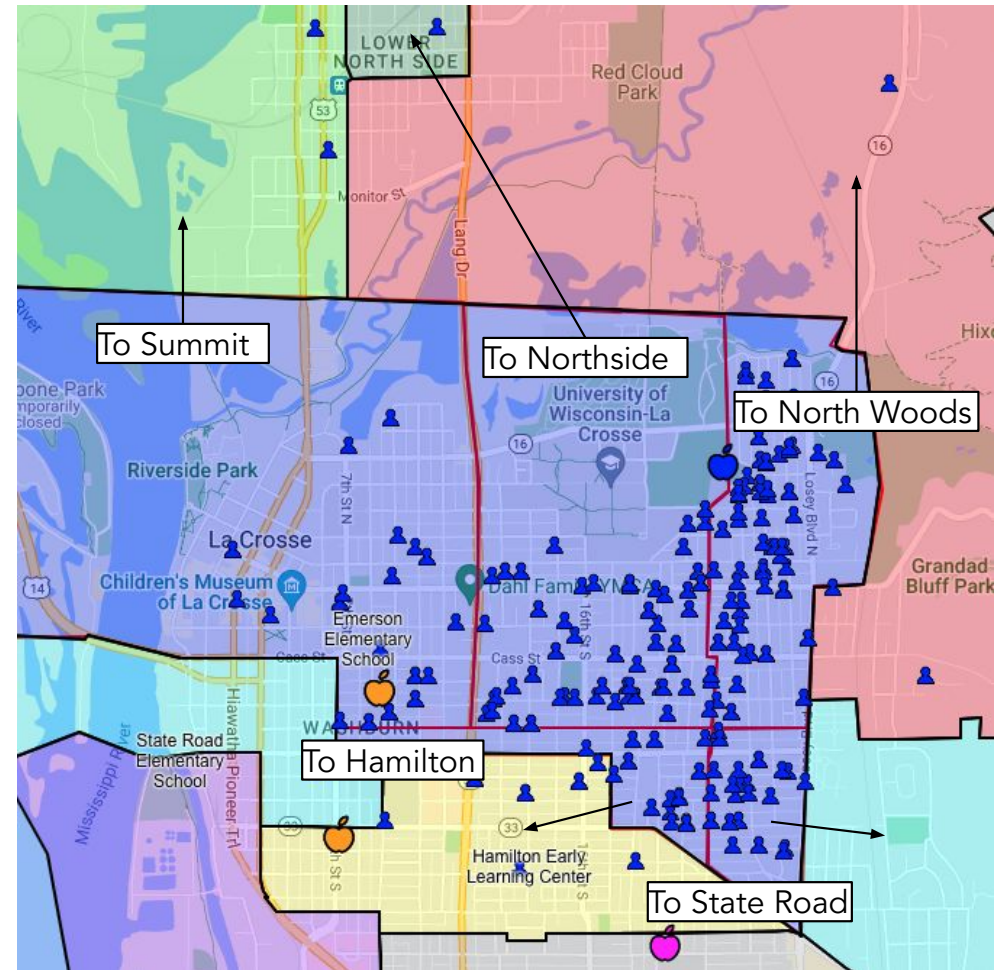 LOWER
NORTH SIDE
Red Cloud
Park
53
16
Monitor St
Lang Dr
River
To Summit
To Northside
Hix
16
University of
Wisconsin-La
Crosse
To North Woods
16
Riverside Park
7th St N
Losey Blvd N
La Crosse
14
Children's Museum
of La Crosse
Dahl Family YMCA
Grandad
Bluff Park
16th St S
Emerson
Elementary
School
Cass St
Cass St
WASHBURN
Hiawatha Pioneer Trl
Mississippi River
State Road
Elementary
School
To Hamilton
33
33
Hamilton Early
Learning Center
To State Road